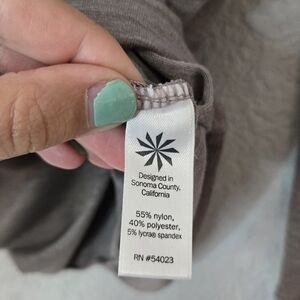 Designed in
Sonoma County,
California
55% nylon,
40% polyester,
5% lycra® spandex
RN #54023